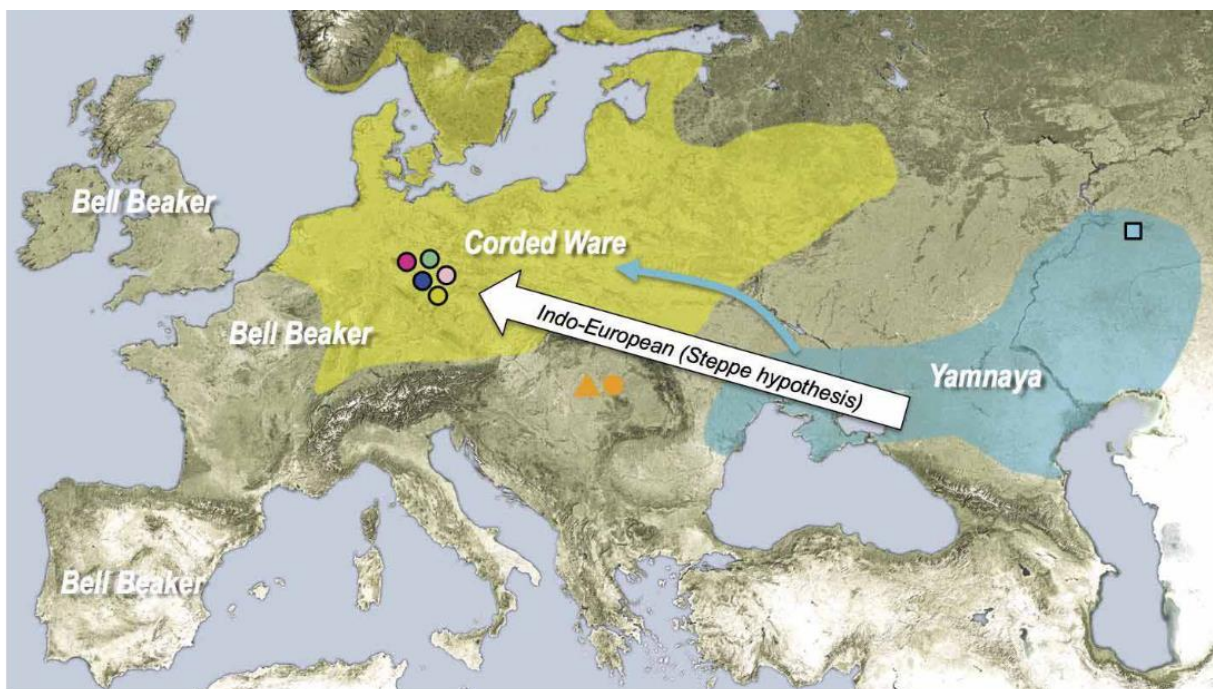 Bell Beaker
Corded Ware
Bell Beaker
Indo-European (Steppe hypothesis)
Yamnaya
Bell Beaker